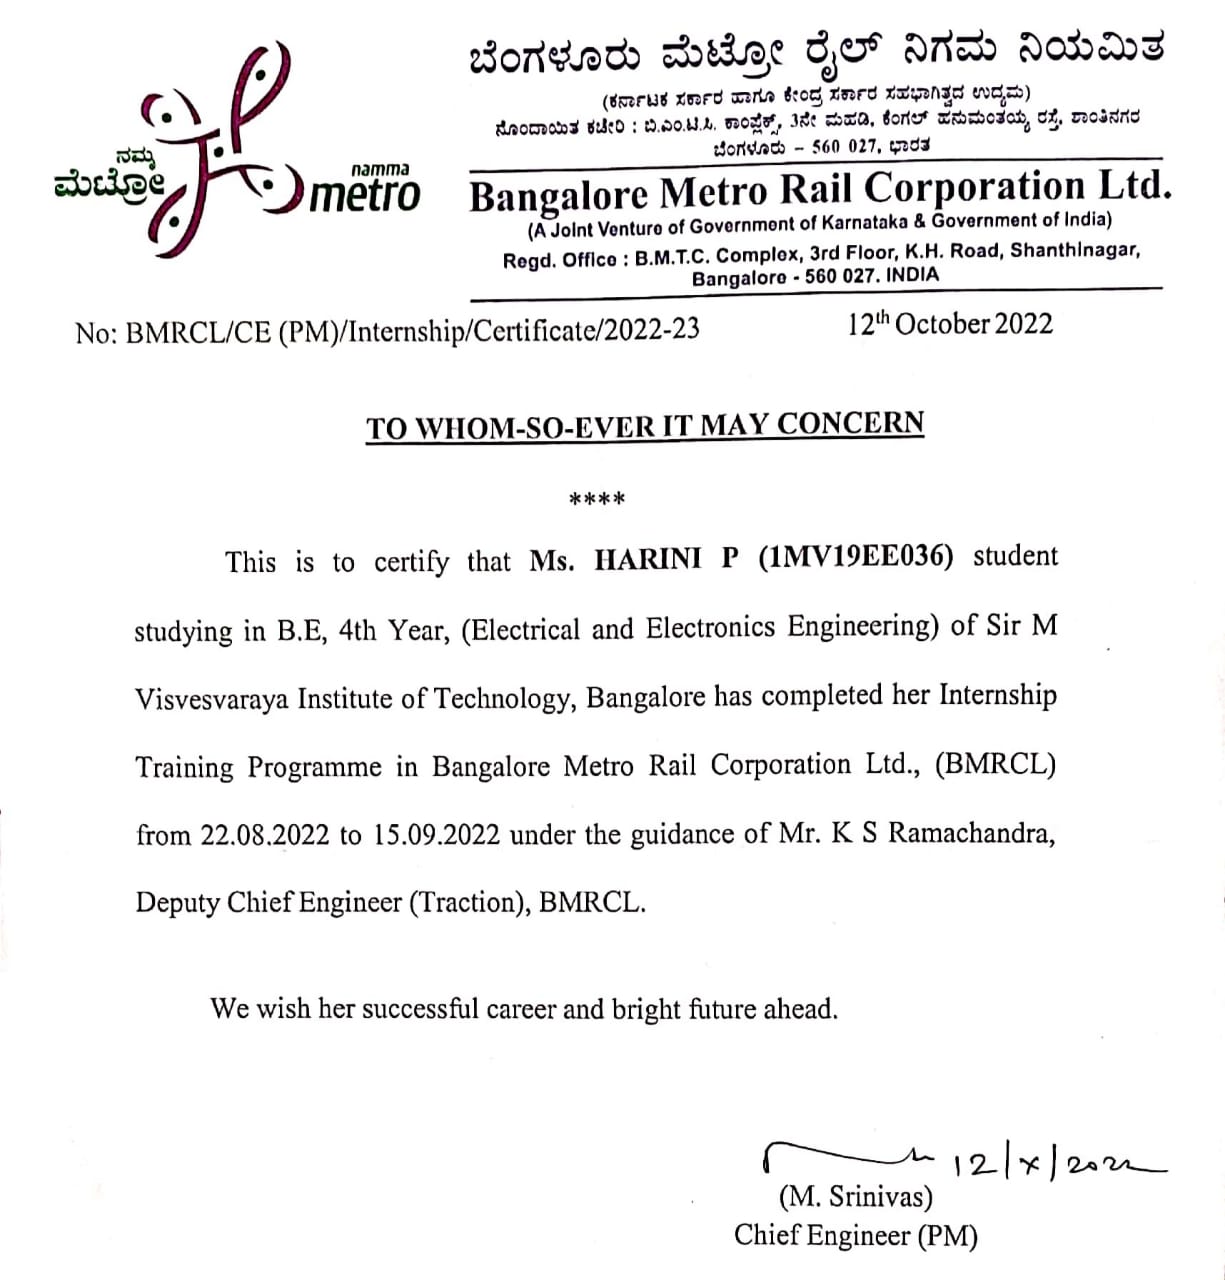 ನಮ್ಮ
ಮೆಟ್ರೋ
namma
metro
ಬೆಂಗಳೂರು ಮೆಟ್ರೋ ರೈಲ್ ನಿಗಮ ನಿಯಮಿತ
(ಕರ್ನಾಟಕ ಸರ್ಕಾರ ಹಾಗೂ ಕೇಂದ್ರ ಸರ್ಕಾರ ಸಹಭಾಗಿತ್ವದ ಉದ್ಯಮ)
ನೊಂದಾಯಿತ ಕಚೇರಿ : ಬಿ.ಎಂ.ಟಿ.ಸಿ. ಕಾಂಪ್ಲೆಕ್ಸ್, 3ನೇ ಮಹಡಿ, ಕೆಂಗಲ್ ಹನುಮಂತಯ್ಯ ರಸ್ತೆ, ಶಾಂತಿನಗರ
ಬೆಂಗಳೂರು - 560 027, ಭಾರತ
Bangalore Metro Rail Corporation Ltd.
(A Joint Venture of Government of Karnataka & Government of India)
Regd. Office : B.M.T.C. Complex, 3rd Floor, K.H. Road, Shanthinagar,
Bangalore - 560 027. INDIA
No: BMRCL/CE (PM)/Internship/Certificate/2022-23 12th October 2022
TO WHOM-SO-EVER IT MAY CONCERN
****
This is to certify that Ms. HARINI P (1MV19EE036) student
studying in B.E, 4th Year, (Electrical and Electronics Engineering) of Sir M
Visvesvaraya Institute of Technology, Bangalore has completed her Internship
Training Programme in Bangalore Metro Rail Corporation Ltd., (BMRCL)
from 22.08.2022 to 15.09.2022 under the guidance of Mr. K S Ramachandra,
Deputy Chief Engineer (Traction), BMRCL.
We wish her successful career and bright future ahead.
12/x/2022
(M. Srinivas)
Chief Engineer (PM)